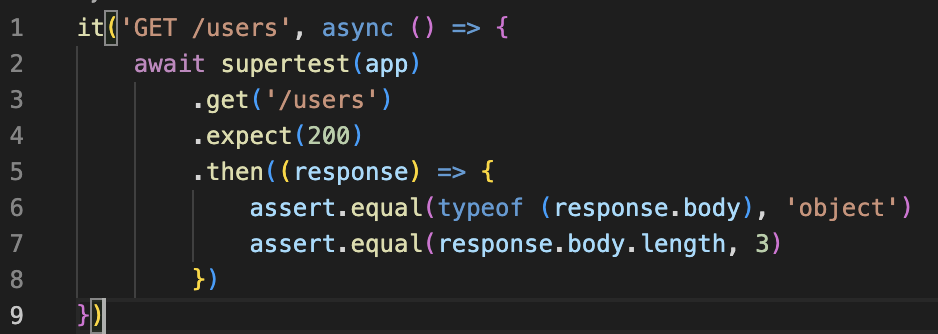 1 it('GET /users', async () => {
2 await supertest(app)
3 .get('/users')
4 .expect(200)
5 .then((response) => {
6 assert.equal(typeof (response.body), 'object')
7 assert.equal(response.body.length, 3)
8 })
9 })